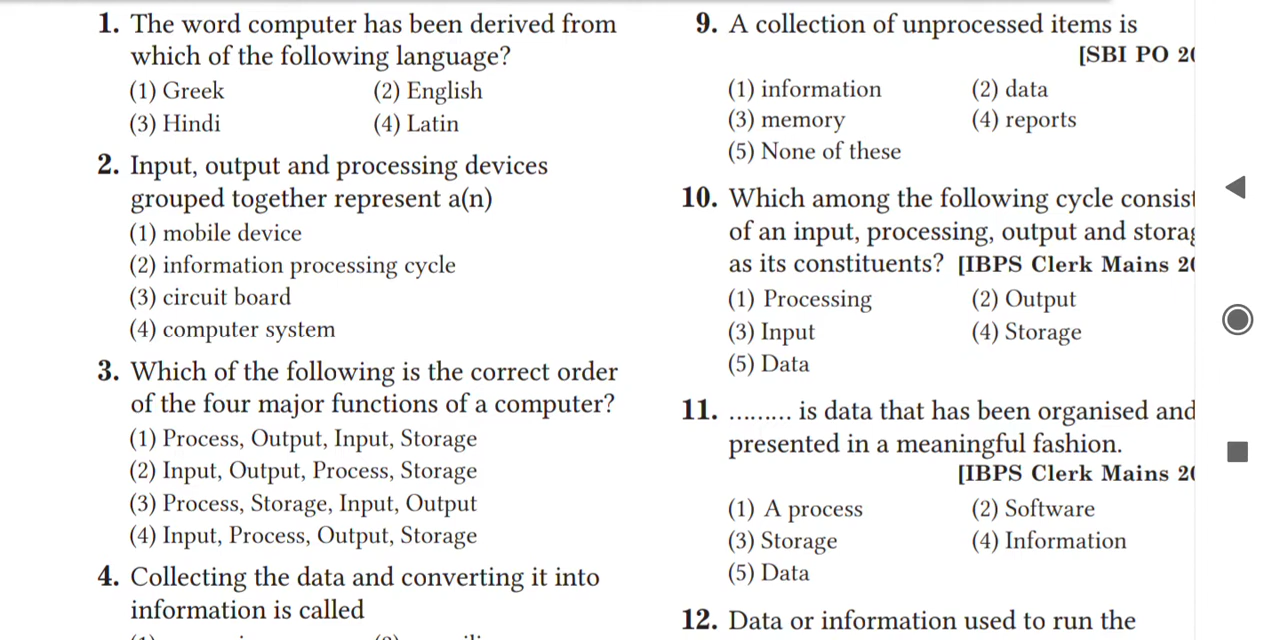 1. The word computer has been derived from
which of the following language?
(1) Greek (2) English
(3) Hindi (4) Latin
2. Input, output and processing devices
grouped together represent a(n)
(1) mobile device
(2) information processing cycle
(3) circuit board
(4) computer system
3. Which of the following is the correct order
of the four major functions of a computer?
(1) Process, Output, Input, Storage
(2) Input, Output, Process, Storage
(3) Process, Storage, Input, Output
(4) Input, Process, Output, Storage
4. Collecting the data and converting it into
information is called
9. A collection of unprocessed items is
[SBI PO
(1) information (2) data
(3) memory (4) reports
(5) None of these
10. Which among the following cycle consist
of an input, processing, output and
as its constituents? [IBPS Clerk Mains
(1) Processing (2) Output
(3) Input (4) Storage
(5) Data
11. ......... is data that has been organised and
presented in a meaningful fashion.
[IBPS Clerk Mains
(1) A process (2) Software
(3) Storage (4) Information
(5) Data
12. Data or information used to run the